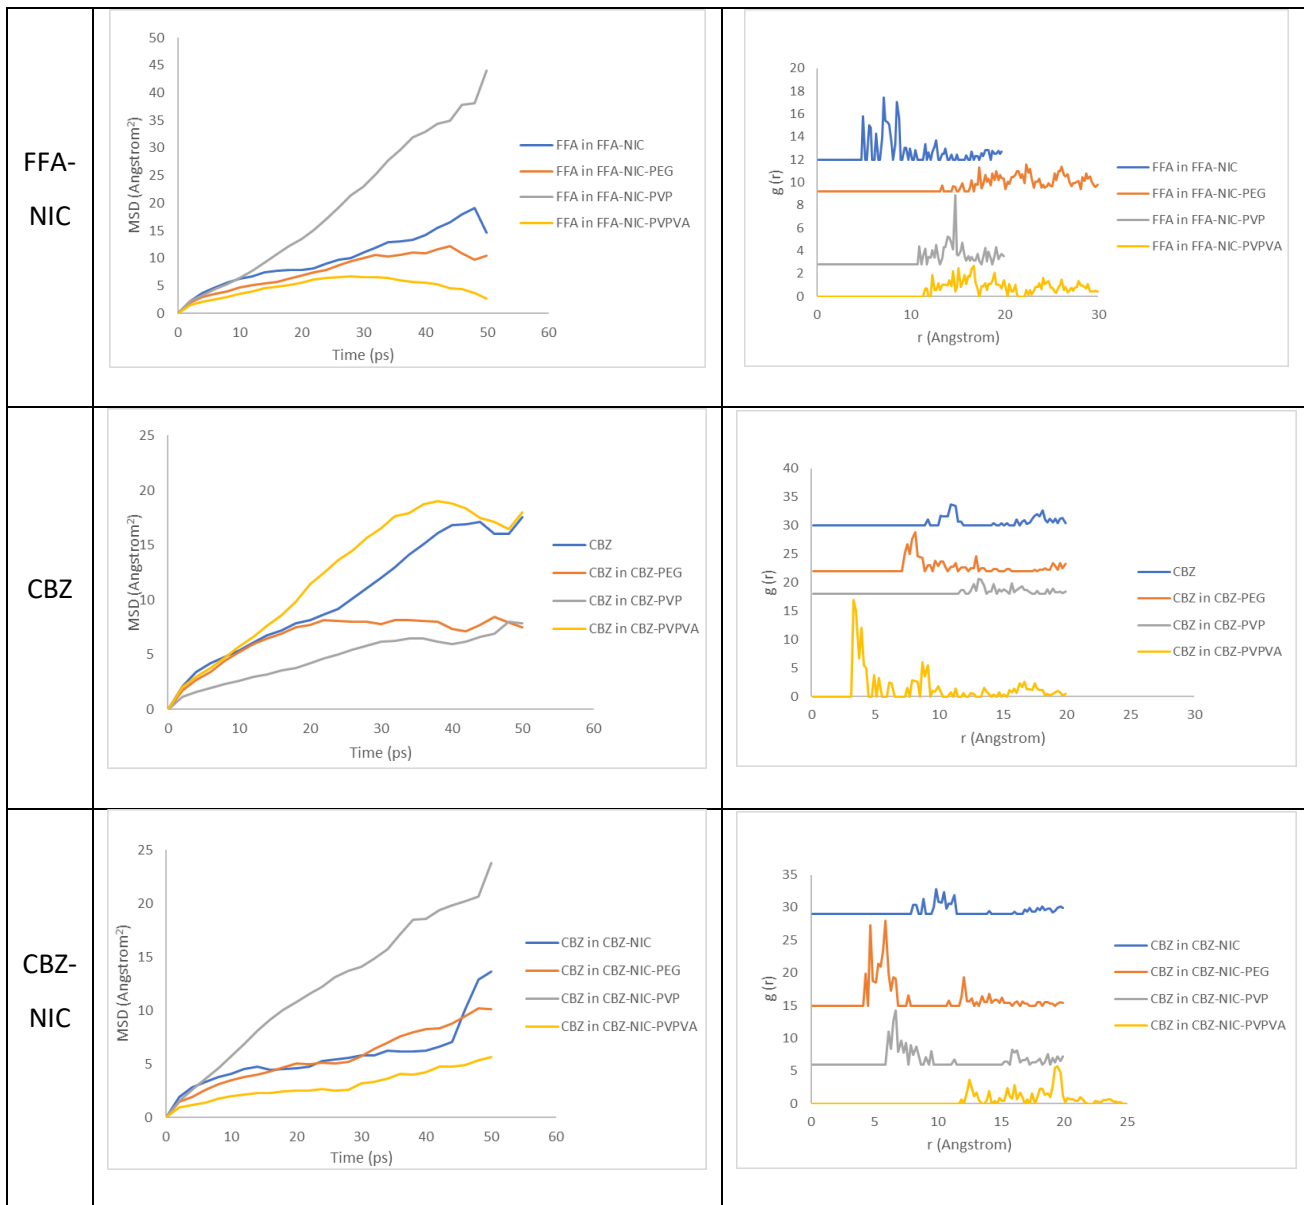 FFA-
NIC
MSD (Angstrom²)
50
45
40
35
30
25
20
15
10
5
0
0 10 20 30 40 50 60
Time (ps)
FFA in FFA-NIC
FFA in FFA-NIC-PEG
FFA in FFA-NIC-PVP
FFA in FFA-NIC-PVPVA
g (r)
20
18
16
14
12
10
8
6
4
2
0
0 10 20 30
r (Angstrom)
FFA in FFA-NIC
FFA in FFA-NIC-PEG
FFA in FFA-NIC-PVP
FFA in FFA-NIC-PVPVA
CBZ
MSD (Angstrom²)
25
20
15
10
5
0
0 10 20 30 40 50 60
Time (ps)
CBZ
CBZ in CBZ-PEG
CBZ in CBZ-PVP
CBZ in CBZ-PVPVA
g (r)
40
35
30
25
20
15
10
5
0
0 5 10 15 20 25 30
r (Angstrom)
CBZ
CBZ in CBZ-PEG
CBZ in CBZ-PVP
CBZ in CBZ-PVPVA
CBZ-
NIC
MSD (Angstrom²)
25
20
15
10
5
0
0 10 20 30 40 50 60
Time (ps)
CBZ in CBZ-NIC
CBZ in CBZ-NIC-PEG
CBZ in CBZ-NIC-PVP
CBZ in CBZ-NIC-PVPVA
g (r)
35
30
25
20
15
10
5
0
0 5 10 15 20 25
r (Angstrom)
CBZ in CBZ-NIC
CBZ in CBZ-NIC-PEG
CBZ in CBZ-NIC-PVP
CBZ in CBZ-NIC-PVPVA